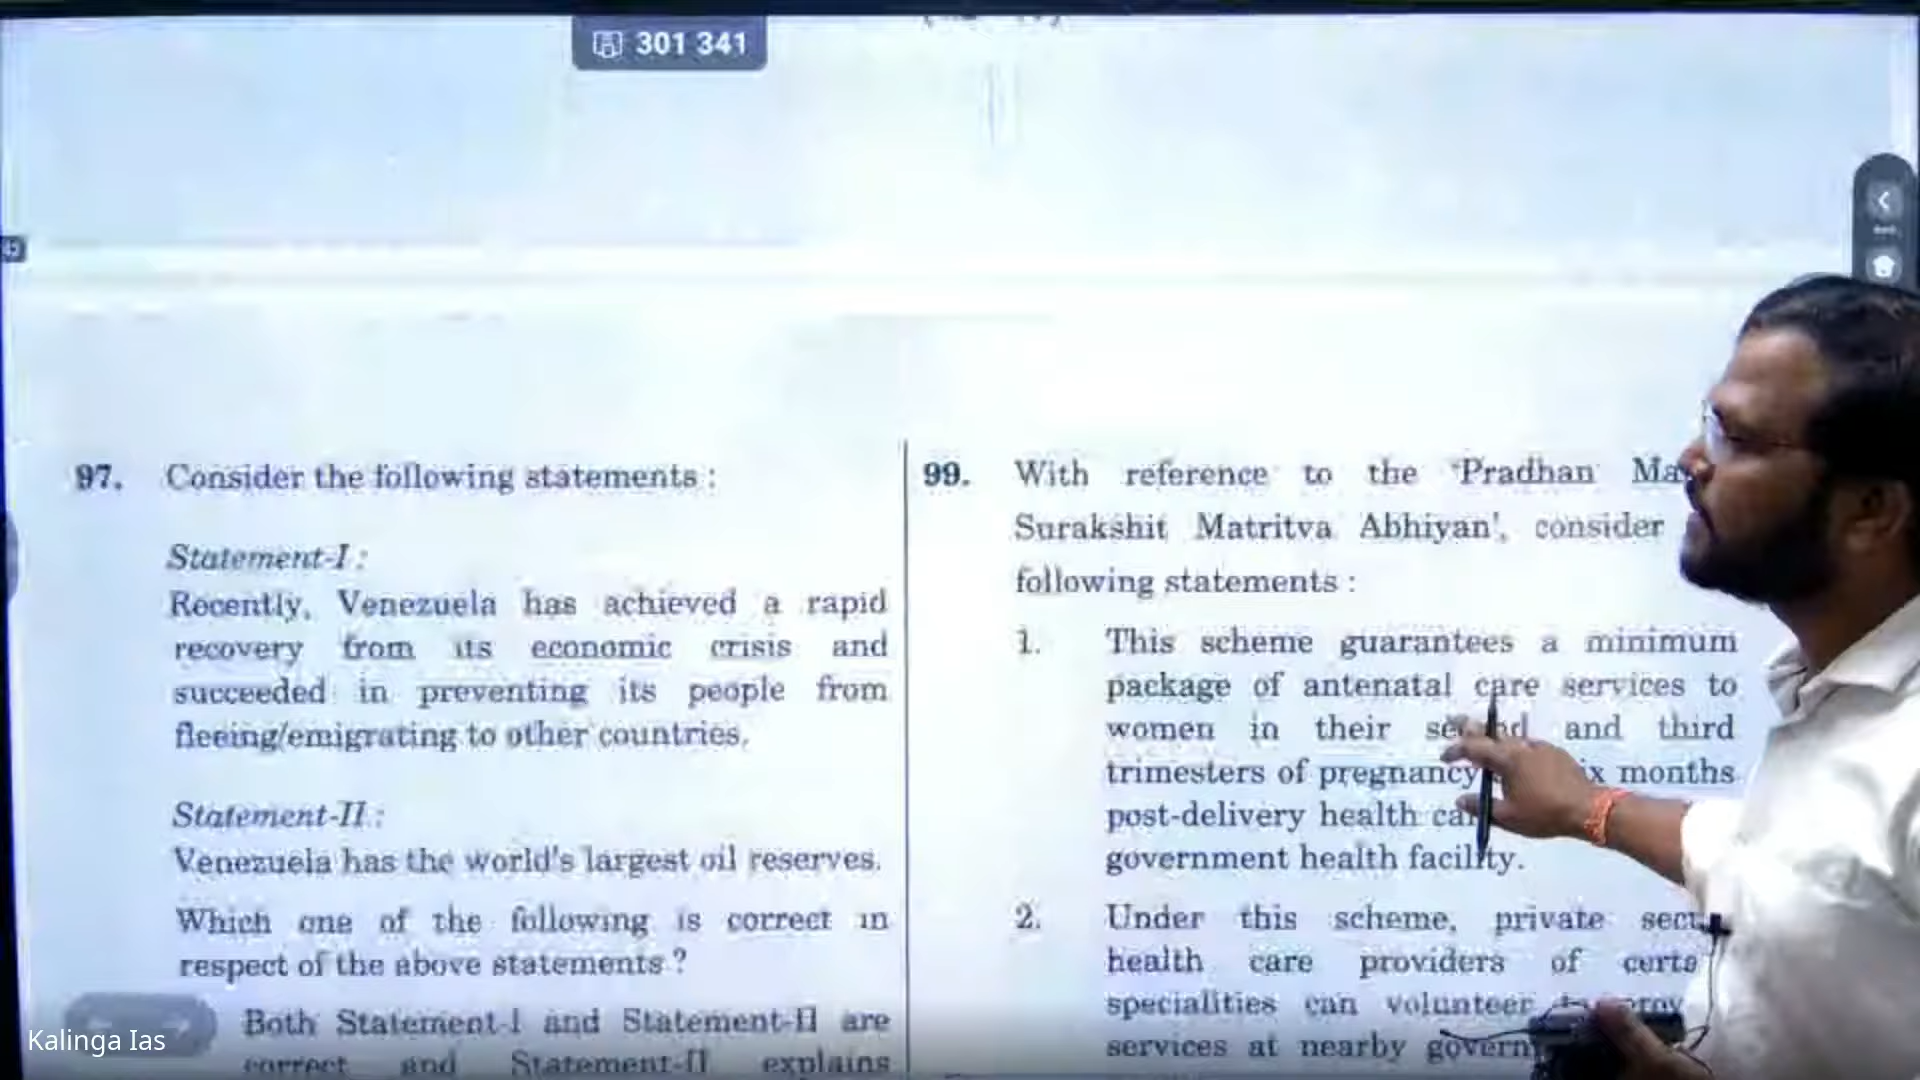 301 341
97. Consider the following statements :
Statement-I :
Recently, Venezuela has achieved a rapid
recovery from its economic crisis and
succeeded in preventing its people from
fleeing/emigrating to other countries.
Statement-II :
Venezuela has the world's largest oil reserves.
Which one of the following is correct in
respect of the above statements ?
Both Statement-I and Statement-II are
correct and Statement-II explains
99. With reference to the 'Pradhan
Surakshit Matritva Abhiyan', consider
following statements :
1. This scheme guarantees a minimum
package of antenatal care services to
women in their and third
trimesters of pregnancy months
post-delivery health
government health facility.
2. Under this scheme, private
health care providers of
specialities can volunteer
services at nearby
Kalinga Ias